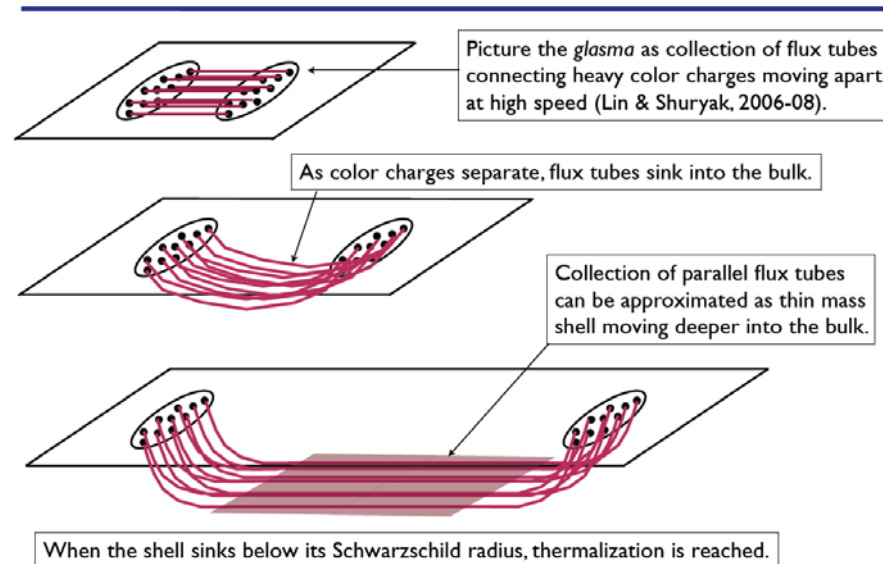 Picture the glasma as collection of flux tubes
connecting heavy color charges moving apart
at high speed (Lin & Shuryak, 2006-08).
As color charges separate, flux tubes sink into the bulk.
Collection of parallel flux tubes
can be approximated as thin mass
shell moving deeper into the bulk.
When the shell sinks below its Schwarzschild radius, thermalization is reached.